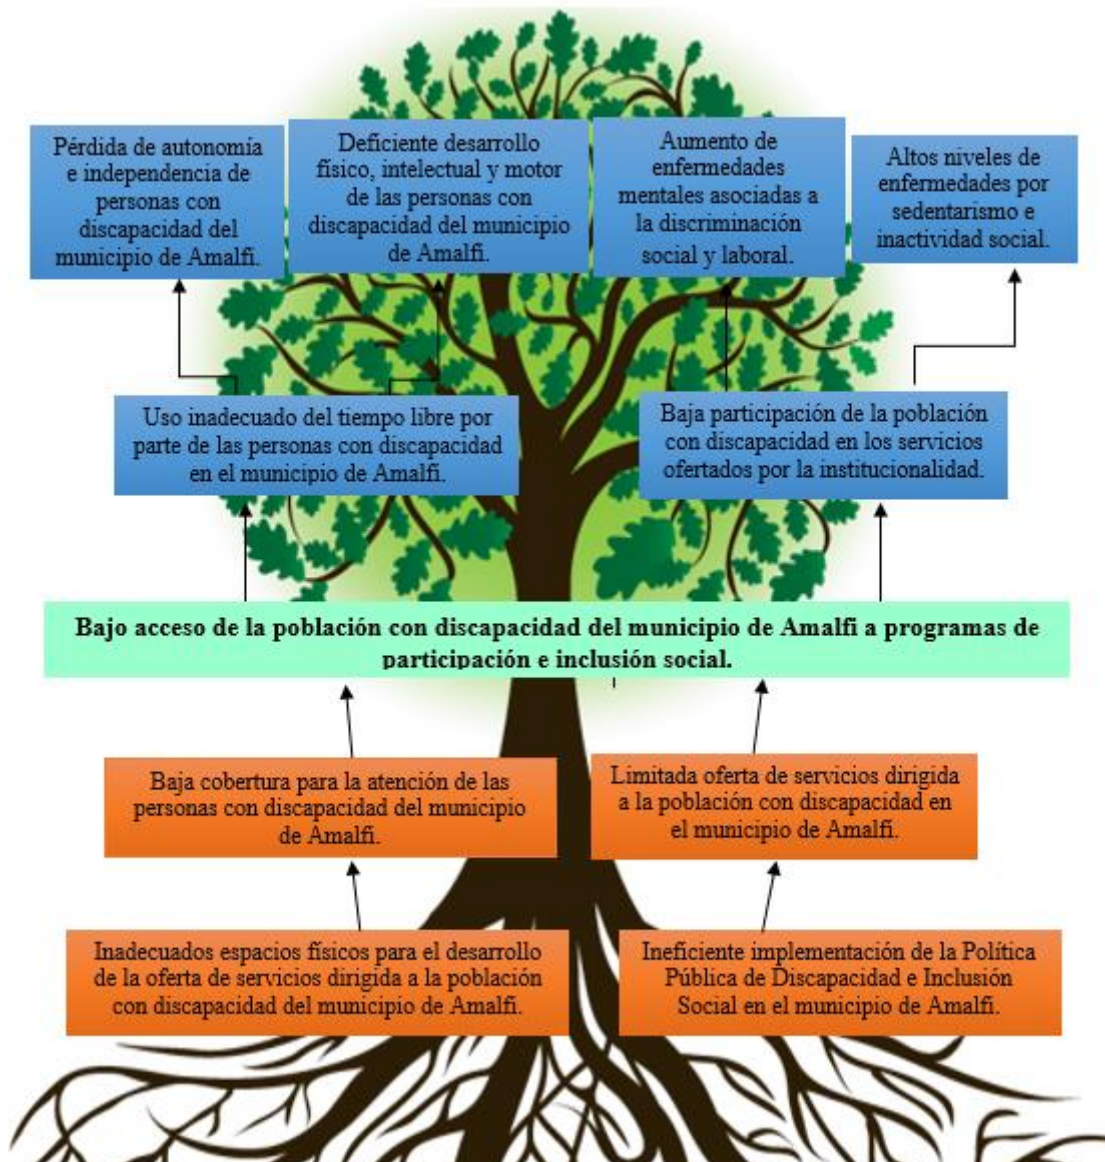 Pérdida de autonomía
e independencia de
personas con
discapacidad del
municipio de Amalfi.
Deficiente desarrollo
físico, intelectual y motor
de las personas con
discapacidad del municipio
de Amalfi.
Aumento de
enfermedades
mentales asociadas a
la discriminación
social y laboral.
Altos niveles de
enfermedades por
sedentarismo e
inactividad social.
Uso inadecuado del tiempo libre por
parte de las personas con discapacidad
en el municipio de Amalfi.
Baja participación de la población
con discapacidad en los servicios
ofertados por la institucionalidad.
Bajo acceso de la población con discapacidad del municipio de Amalfi a programas de
participación e inclusión social.
Baja cobertura para la atención de las
personas con discapacidad del municipio
de Amalfi.
Limitada oferta de servicios dirigida
a la población con discapacidad en
el municipio de Amalfi.
Inadecuados espacios físicos para el desarrollo
de la oferta de servicios dirigida a la población
con discapacidad del municipio de Amalfi.
Ineficiente implementación de la Política
Pública de Discapacidad e Inclusión
Social en el municipio de Amalfi.